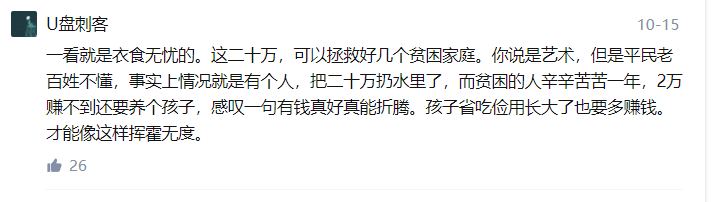 U盘刺客
10-15
一看就是衣食无忧的。这二十万，可以拯救好几个贫困家庭。你说是艺术，但是平民老
百姓不懂，事实上情况就是有个人，把二十万扔水里了，而贫困的人辛辛苦苦一年，2万
赚不到还要养个孩子，感叹一句有钱真好真能折腾。孩子省吃俭用长大了也要多赚钱。
才能像这样挥霍无度。
26